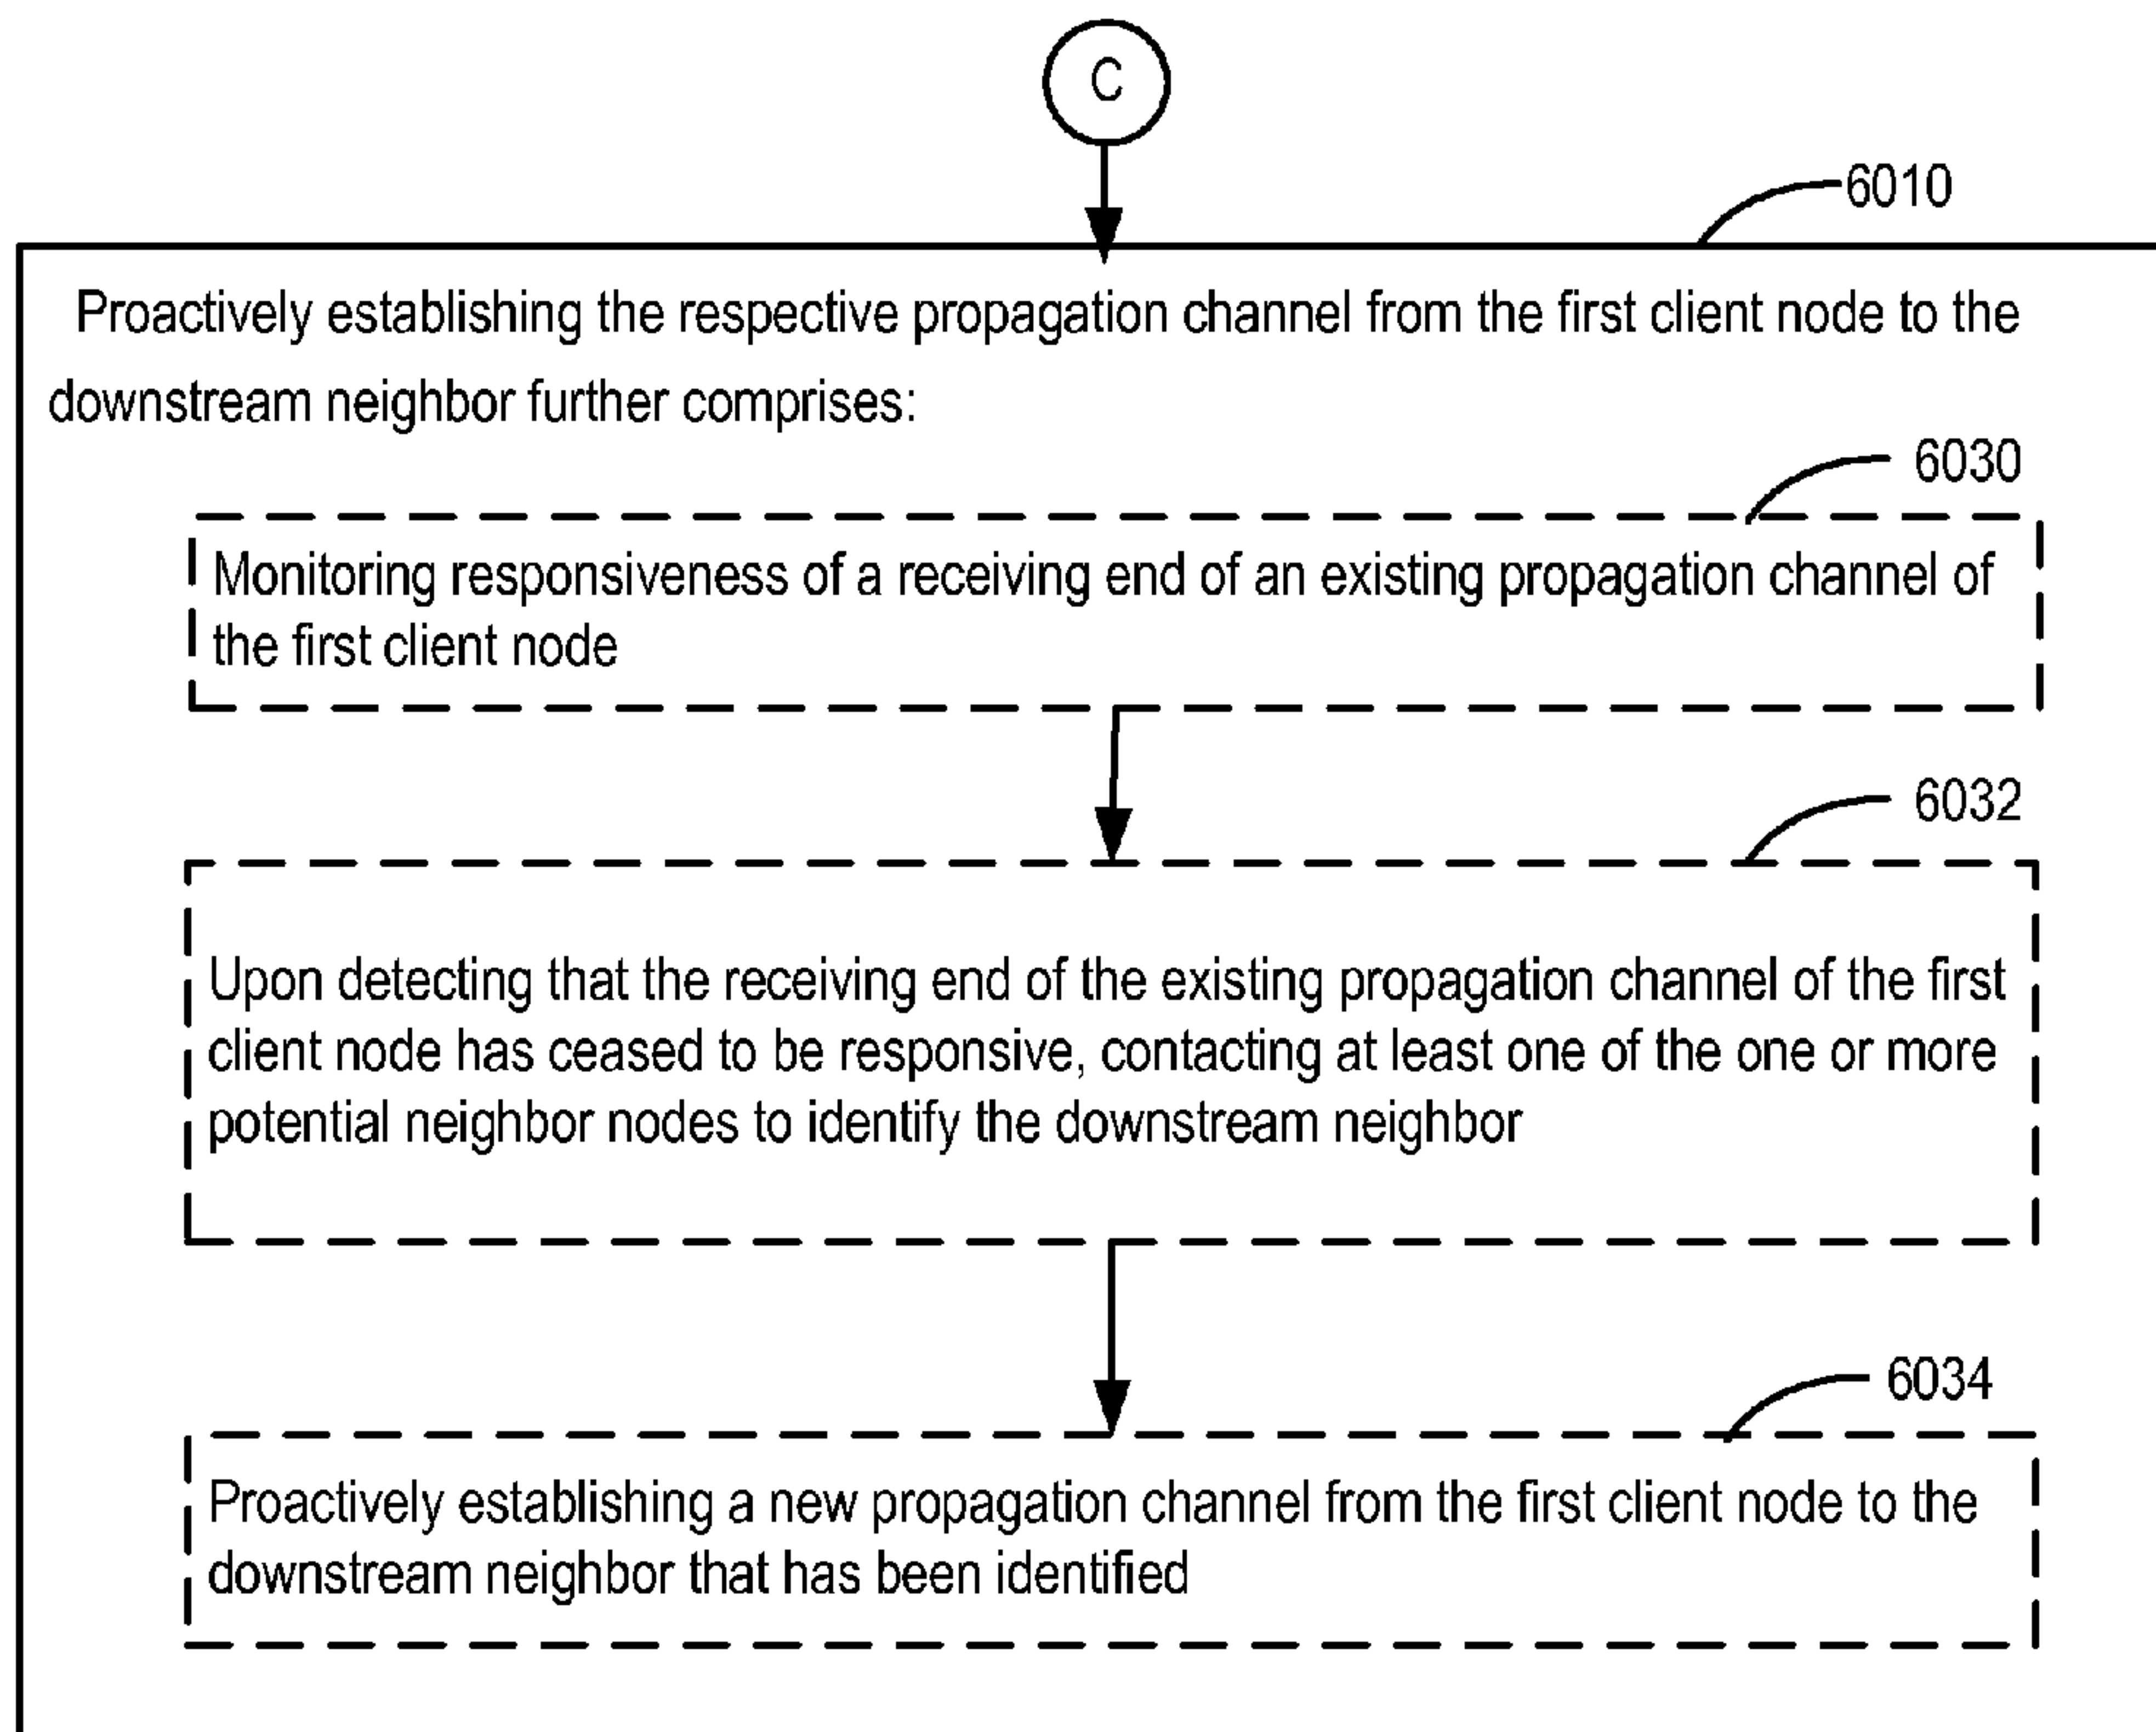 C
6010
Proactively establishing the respective propagation channel from the first client node to the
downstream neighbor further comprises:
6030
Monitoring responsiveness of a receiving end of an existing propagation channel of
the first client node
6032
Upon detecting that the receiving end of the existing propagation channel of the first
client node has ceased to be responsive, contacting at least one of the one or more
potential neighbor nodes to identify the downstream neighbor
6034
Proactively establishing a new propagation channel from the first client node to the
downstream neighbor that has been identified